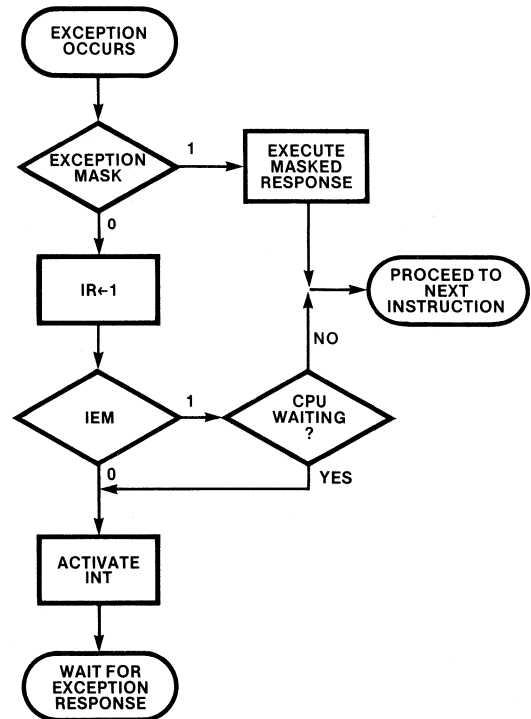 EXCEPTION
OCCURS
EXCEPTION
MASK
1
EXECUTE
MASKED
RESPONSE
0
IR←1
PROCEED TO
NEXT
INSTRUCTION
NO
IEM
1
CPU
WAITING
?
0
YES
ACTIVATE
INT
WAIT FOR
EXCEPTION
RESPONSE